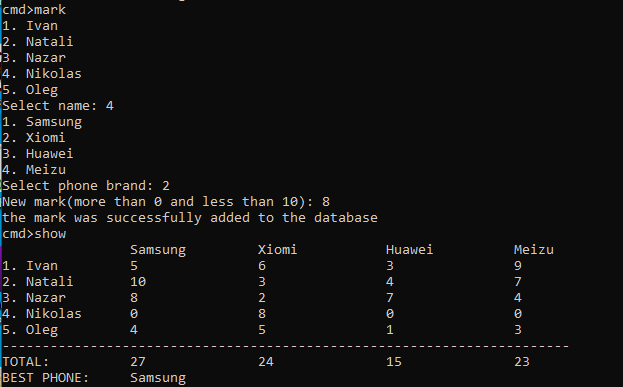 cmd>mark
1. Ivan
2. Natali
3. Nazar
4. Nikolas
5. Oleg
Select name: 4
1. Samsung
2. Xiomi
3. Huawei
4. Meizu
Select phone brand: 2
New mark(more than 0 and less than 10): 8
the mark was successfully added to the database
cmd>show
Samsung Xiomi Huawei Meizu
1. Ivan 5 6 3 9
2. Natali 10 3 4 7
3. Nazar 8 2 7 4
4. Nikolas 0 8 0 0
5. Oleg 4 5 1 3
-----------------------------------------------------------------------
TOTAL: 27 24 15 23
BEST PHONE: Samsung